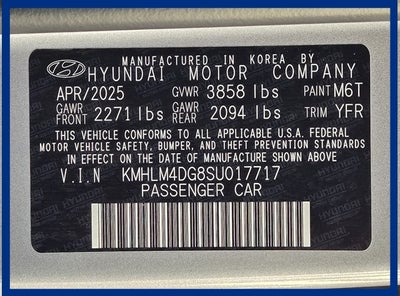 MANUFACTURED IN KOREA BY
HYUNDAI MOTOR COMPANY
APR/2025 GVWR 3858 lbs PAINT M6T
GAWR FRONT 2271 lbs GAWR REAR 2094 lbs TRIM YFR
THIS VEHICLE CONFORMS TO ALL APPLICABLE U.S.A. FEDERAL
MOTOR VEHICLE SAFETY, BUMPER, AND THEFT PREVENTION STANDARDS
IN EFFECT ON THE DATE OF MANUFACTURE SHOWN ABOVE.
V.I.N KMHLM4DG8SU017717
PASSENGER CAR